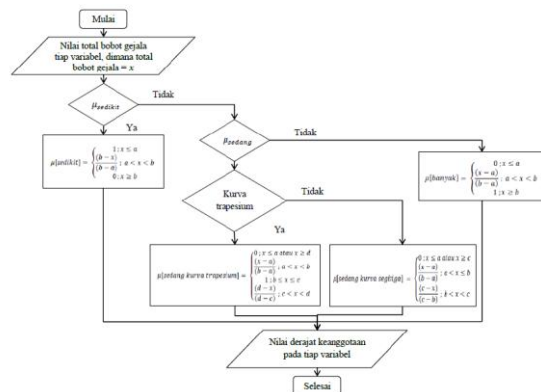 Mulai
Nilai total bobot gejala
tiap variabel, dimana total
bobot gejala = x
μsedikit
Tidak
Ya
μ[sedikit] = { 1; x ≤ a
(b − x)/(b − a) ; a < x < b
0; x ≥ b
μsedang
Tidak
μ[banyak] = { 0; x ≤ a
(x − a)/(b − a) ; a < x < b
1; x ≥ b
Kurva
trapesium
Tidak
Ya
μ[sedang kurva trapesium] = { 0; x ≤ a atau x ≥ d
(x − a)/(b − a) ; a < x < b
1; b ≤ x ≤ c
(d − x)/(d − c) ; c < x < d
μ[sedang kurva segitiga] = { 0; x ≤ a atau x ≥ c
(x − a)/(b − a) ; a < x ≤ b
(c − x)/(c − b) ; b < x < c
Nilai derajat keanggotaan
pada tiap variabel
Selesai